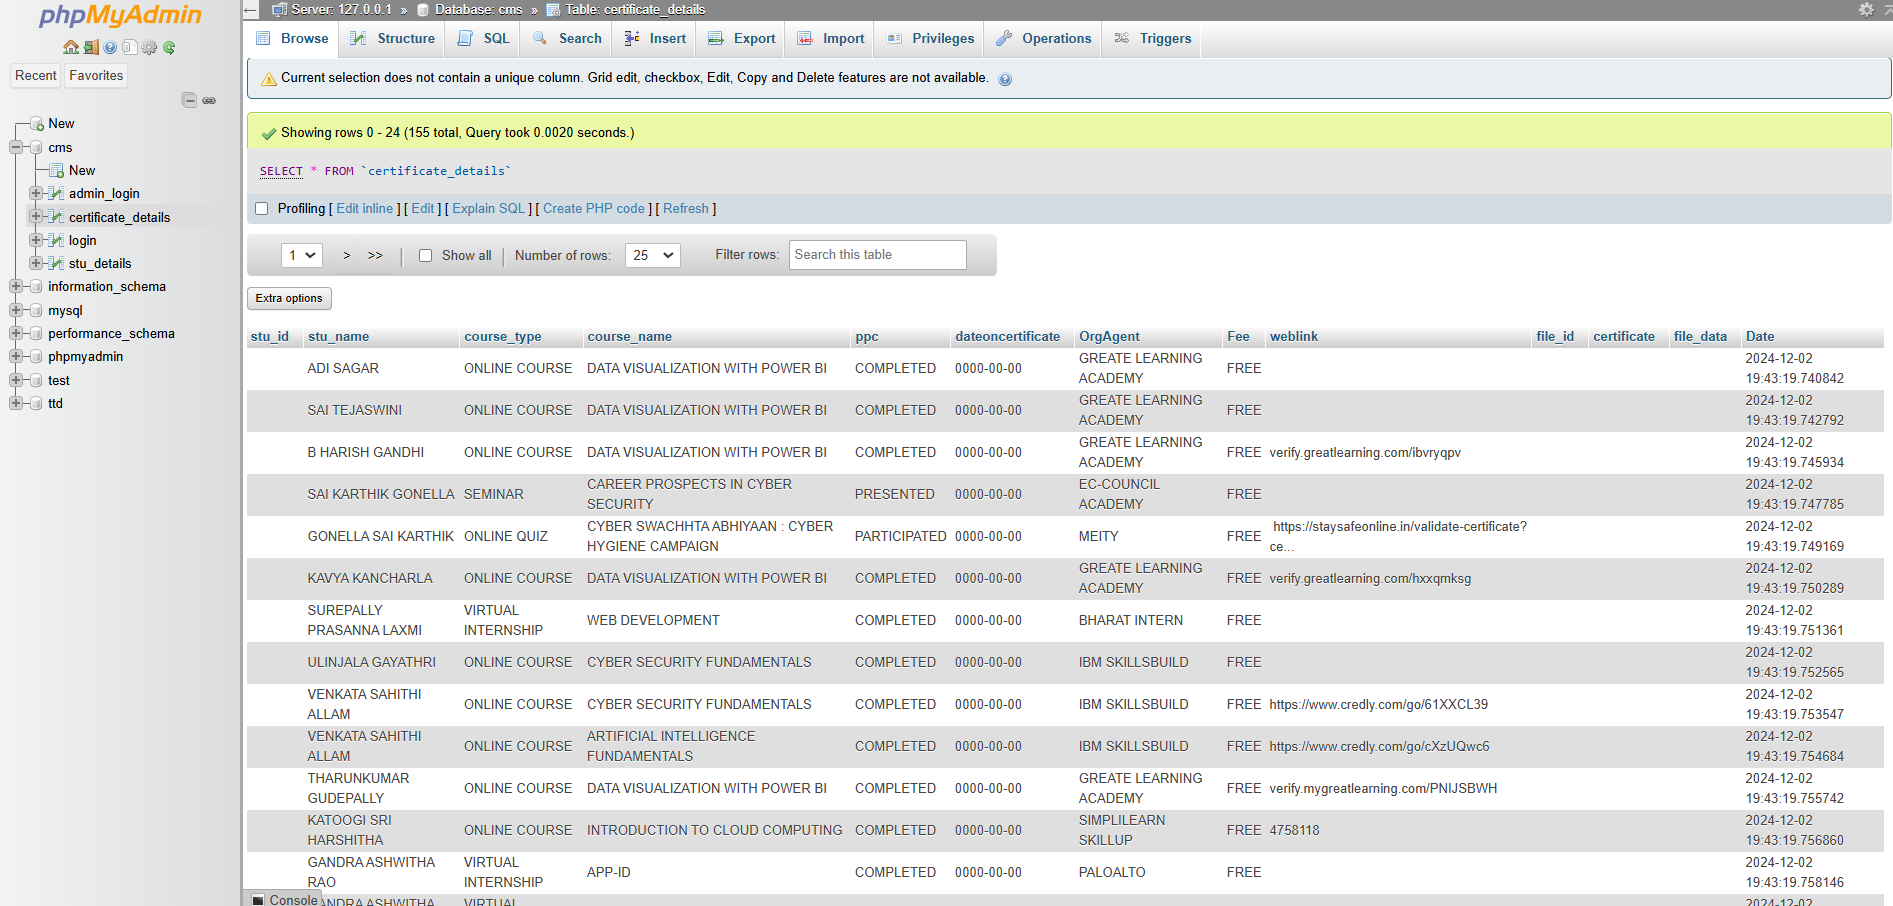 phpMyAdmin
Recent Favorites
New
cms
New
admin_login
certificate_details
login
stu_details
information_schema
mysql
performance_schema
phpmyadmin
test
ttd
Server: 127.0.0.1 » Database: cms » Table: certificate_details
Browse Structure SQL Search Insert Export Import Privileges Operations Triggers
Current selection does not contain a unique column. Grid edit, checkbox, Edit, Copy and Delete features are not available.
Showing rows 0 - 24 (155 total, Query took 0.0020 seconds.)
SELECT * FROM `certificate_details`
Profiling [ Edit inline ] [ Edit ] [ Explain SQL ] [ Create PHP code ] [ Refresh ]
1 > >> | Show all | Number of rows: 25 Filter rows: Search this table
Extra options
stu_id stu_name course_type course_name ppc dateoncertificate OrgAgent Fee weblink file_id certificate file_data Date
ADI SAGAR ONLINE COURSE DATA VISUALIZATION WITH POWER BI COMPLETED 0000-00-00 GREATE LEARNING ACADEMY FREE 2024-12-02 19:43:19.740842
SAI TEJASWINI ONLINE COURSE DATA VISUALIZATION WITH POWER BI COMPLETED 0000-00-00 GREATE LEARNING ACADEMY FREE 2024-12-02 19:43:19.742792
B HARISH GANDHI ONLINE COURSE DATA VISUALIZATION WITH POWER BI COMPLETED 0000-00-00 GREATE LEARNING ACADEMY FREE verify.greatlearning.com/ibvryqpv 2024-12-02 19:43:19.745934
SAI KARTHIK GONELLA SEMINAR CAREER PROSPECTS IN CYBER SECURITY PRESENTED 0000-00-00 EC-COUNCIL ACADEMY FREE 2024-12-02 19:43:19.747785
GONELLA SAI KARTHIK ONLINE QUIZ CYBER SWACHHTA ABHIYAAN : CYBER HYGIENE CAMPAIGN PARTICIPATED 0000-00-00 MEITY FREE https://staysafeonline.in/validate-certificate?ce... 2024-12-02 19:43:19.749169
KAVYA KANCHARLA ONLINE COURSE DATA VISUALIZATION WITH POWER BI COMPLETED 0000-00-00 GREATE LEARNING ACADEMY FREE verify.greatlearning.com/hxxqmksg 2024-12-02 19:43:19.750289
SUREPALLY PRASANNA LAXMI VIRTUAL INTERNSHIP WEB DEVELOPMENT COMPLETED 0000-00-00 BHARAT INTERN FREE 2024-12-02 19:43:19.751361
ULINJALA GAYATHRI ONLINE COURSE CYBER SECURITY FUNDAMENTALS COMPLETED 0000-00-00 IBM SKILLSBUILD FREE 2024-12-02 19:43:19.752565
VENKATA SAHITHI ALLAM ONLINE COURSE CYBER SECURITY FUNDAMENTALS COMPLETED 0000-00-00 IBM SKILLSBUILD FREE https://www.credly.com/go/61XXCL39 2024-12-02 19:43:19.753547
VENKATA SAHITHI ALLAM ONLINE COURSE ARTIFICIAL INTELLIGENCE FUNDAMENTALS COMPLETED 0000-00-00 IBM SKILLSBUILD FREE https://www.credly.com/go/cXzUQwc6 2024-12-02 19:43:19.754684
THARUNKUMAR GUDEPALLY ONLINE COURSE DATA VISUALIZATION WITH POWER BI COMPLETED 0000-00-00 GREATE LEARNING ACADEMY FREE verify.mygreatlearning.com/PNIJSBWH 2024-12-02 19:43:19.755742
KATOOGI SRI HARSHITHA ONLINE COURSE INTRODUCTION TO CLOUD COMPUTING COMPLETED 0000-00-00 SIMPLILEARN SKILLUP FREE 4758118 2024-12-02 19:43:19.756860
GANDRA ASHWITHA RAO VIRTUAL INTERNSHIP APP-ID COMPLETED 0000-00-00 PALOALTO FREE 2024-12-02 19:43:19.758146
Console ANDRA ASHWITHA VIRTUAL 2024-12-02